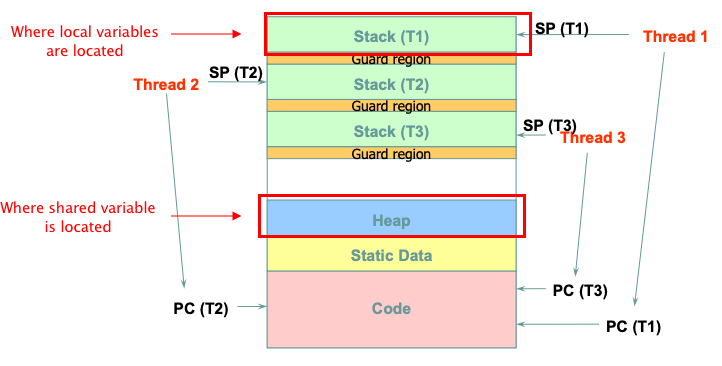 Where local variables
are located
Stack (T1)
SP (T1)
Thread 1
Guard region
SP (T2)
Thread 2
Stack (T2)
Guard region
Stack (T3)
SP (T3)
Thread 3
Guard region
Where shared variable
is located
Heap
Static Data
PC (T3)
PC (T2)
Code
PC (T1)